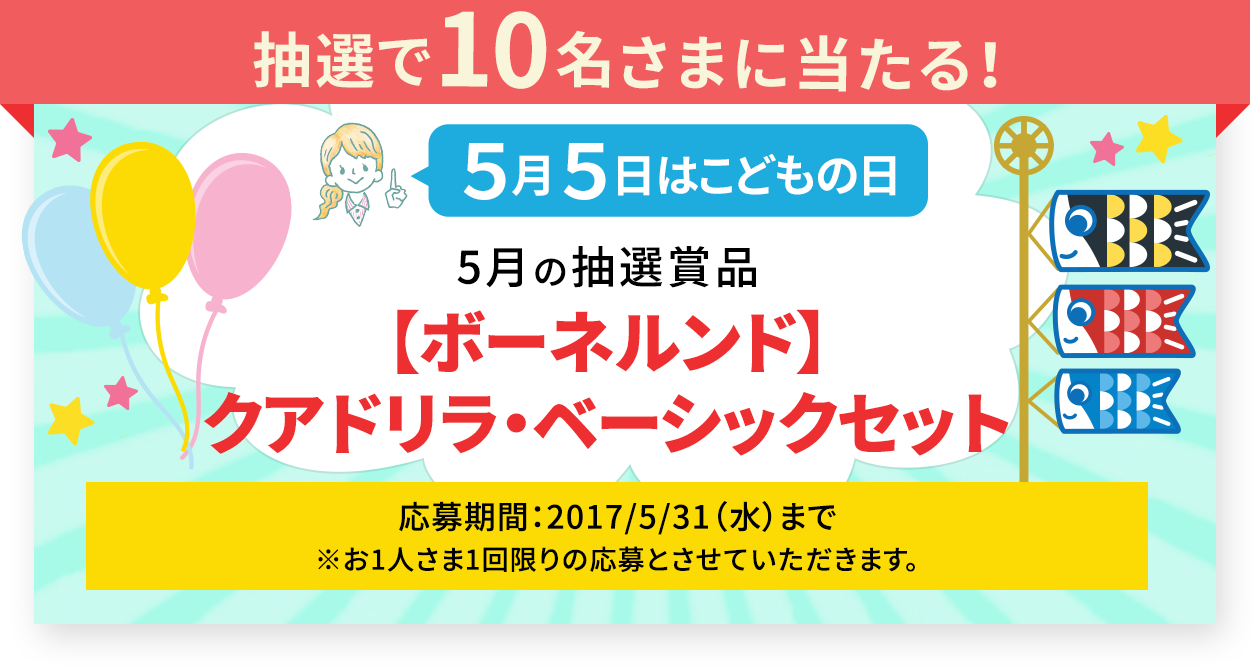 抽選で10名さまに当たる！
5月5日はこどもの日
5月の抽選賞品
【ボーネルンド】
クアドリラ・ベーシックセット
応募期間：2017/5/31（水）まで
※お1人さま1回限りの応募とさせていただきます。